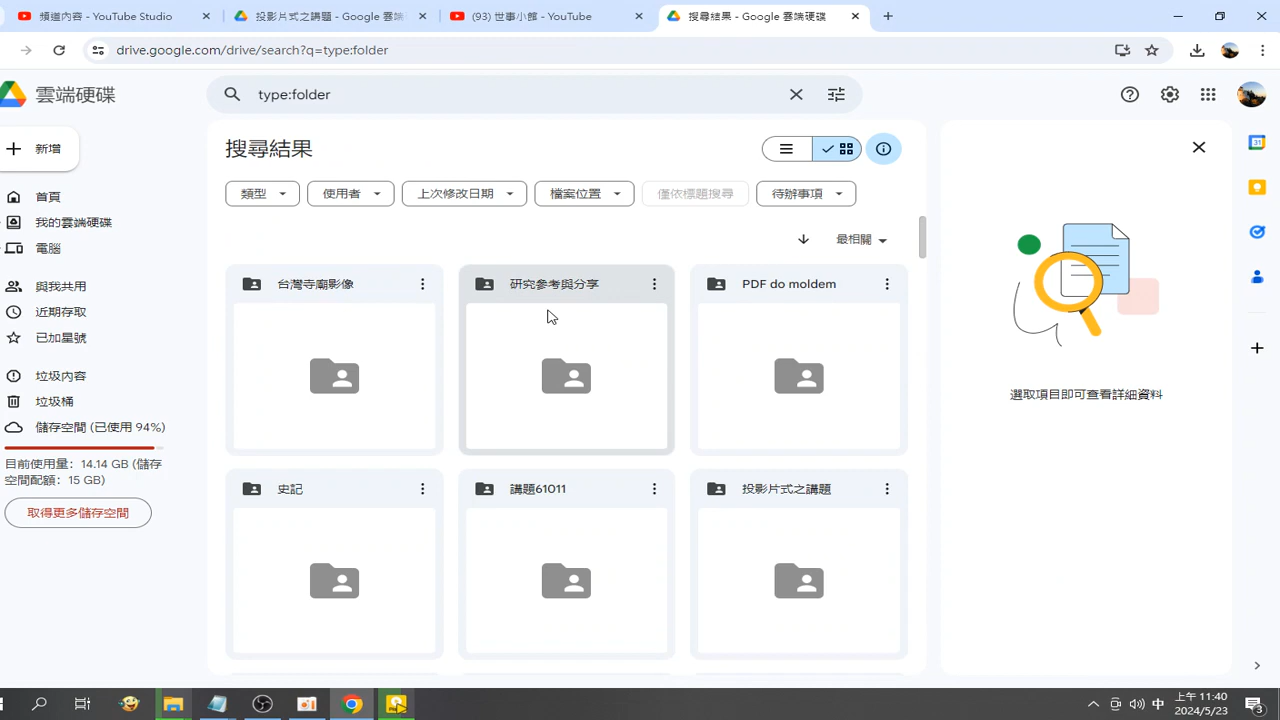 頻道內容 - YouTube Studio
投影片式之講題 - Google 雲端
(93) 世事小館 - YouTube
搜尋結果 - Google 雲端硬碟
drive.google.com/drive/search?q=type:folder
雲端硬碟
type:folder
新增
搜尋結果
首頁
類型
使用者
上次修改日期
檔案位置
僅依標題搜尋
待辦事項
我的雲端硬碟
電腦
最相關
與我共用
台灣寺廟影像
研究參考與分享
PDF do moldem
近期存取
已加星號
垃圾內容
選取項目即可查看詳細資料
垃圾桶
儲存空間 (已使用 94%)
目前使用量：14.14 GB (儲存
空間配額：15 GB)
史記
講題61011
投影片式之講題
取得更多儲存空間
上午 11:40
中
2024/5/23
3